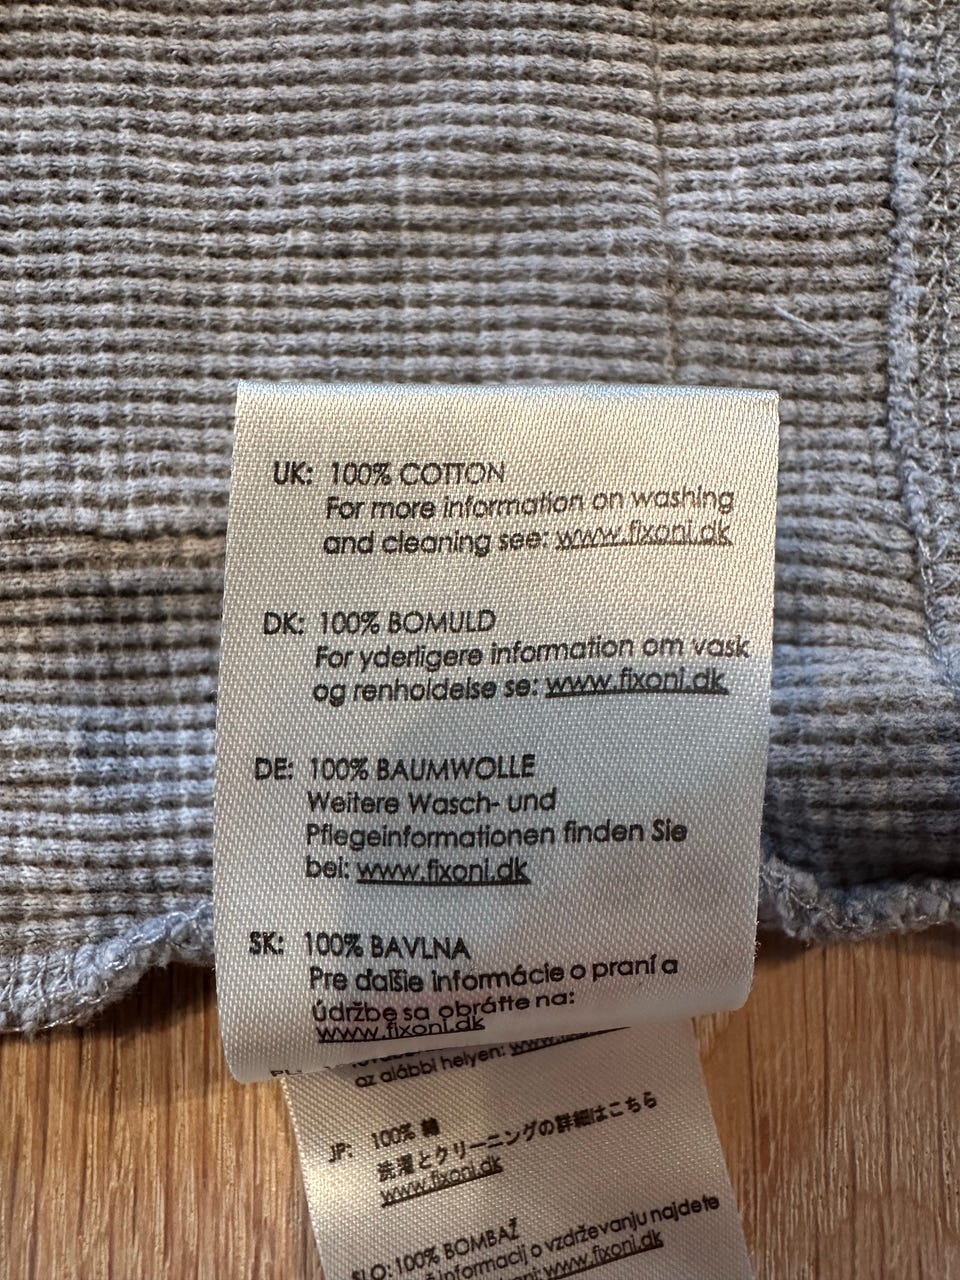 UK: 100% COTTON
For more information on washing
and cleaning see: www.fixoni.dk
DK: 100% BOMULD
For yderligere information om vask
og renholdelse se: www.fixoni.dk
DE: 100% BAUMWOLLE
Weitere Wasch- und
Pflegeinformationen finden Sie
bei: www.fixoni.dk
SK: 100% BAVLNA
Pre ďalšie informácie o praní a
údržbe sa obráťte na:
www.fixoni.dk
az alábbi helyen:
JP: 100% 綿
洗濯とクリーニングの詳細はこちら
www.fixoni.dk
SLO: 100% BOMBAŽ
informacij o vzdrževanju najdete
www.fixoni.dk